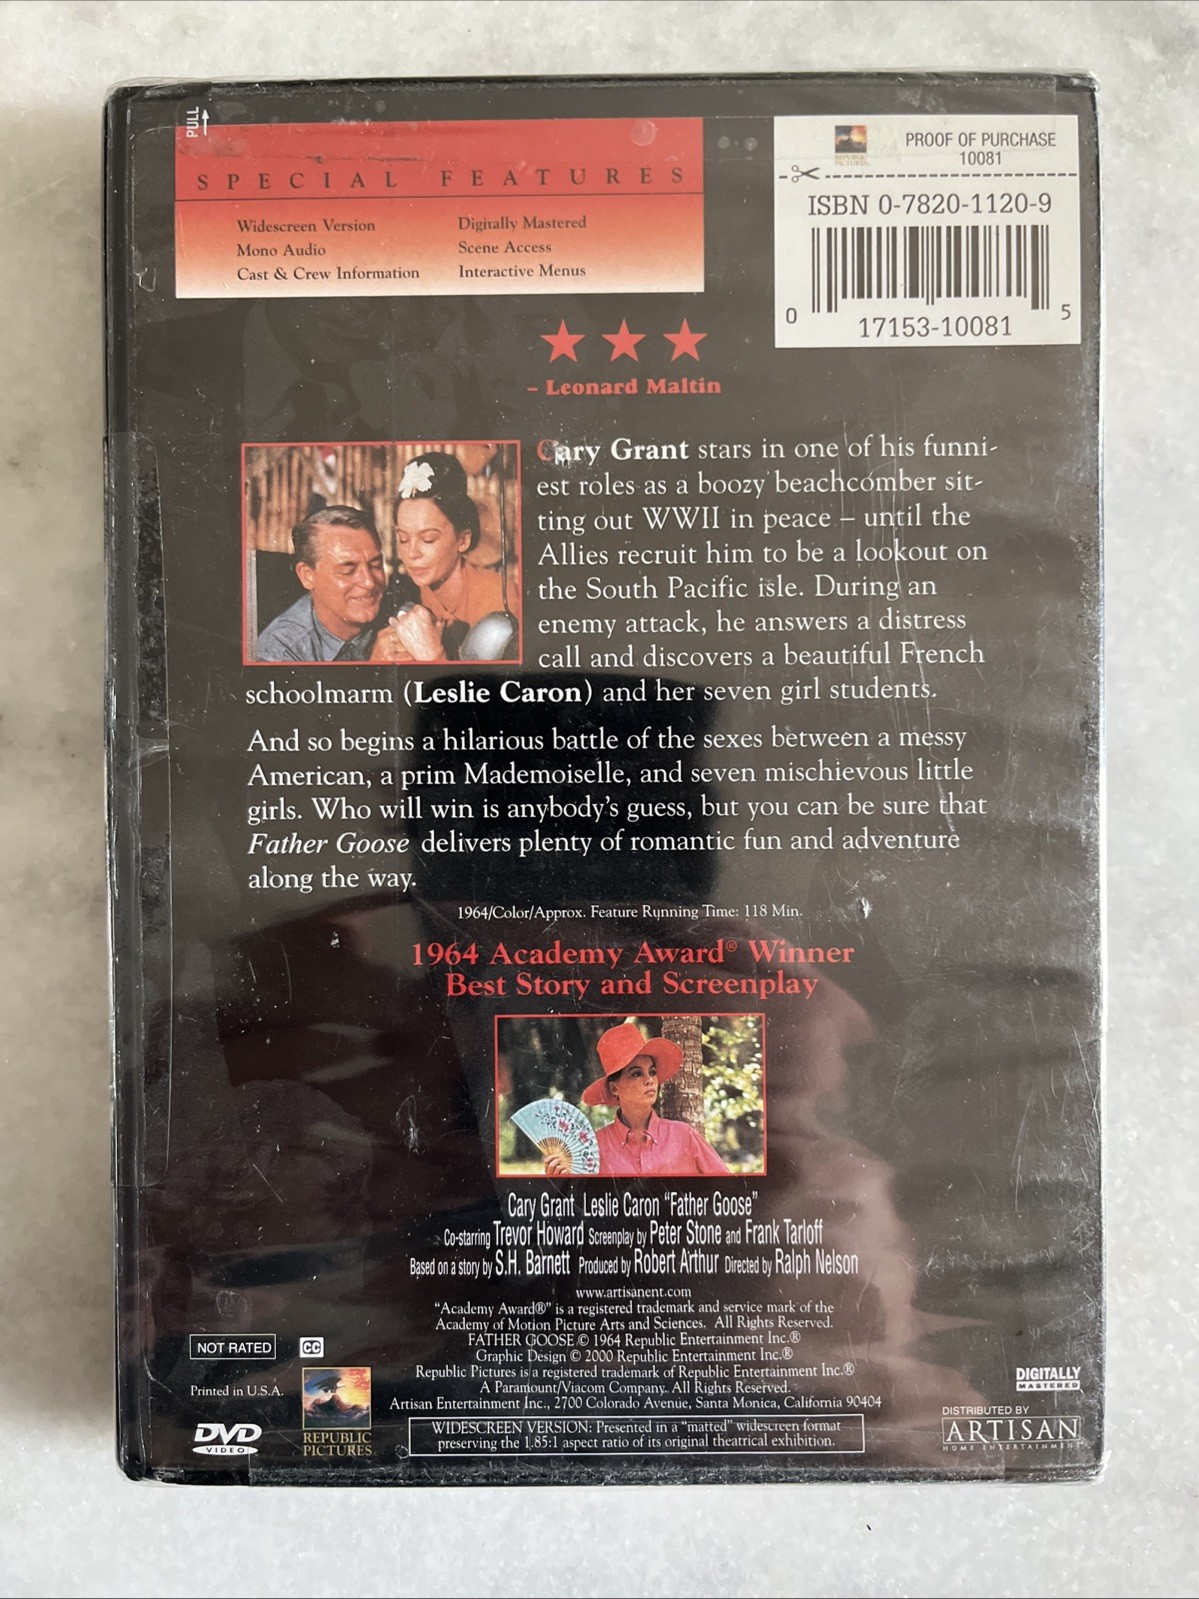 PULL
SPECIAL FEATURES
Widescreen Version
Mono Audio
Cast & Crew Information
Digitally Mastered
Scene Access
Interactive Menus
REPUBLIC
PICTURES
PROOF OF PURCHASE
10081
ISBN 0-7820-1120-9
0 17153-10081 5
– Leonard Maltin
Cary Grant stars in one of his funni-
est roles as a boozy beachcomber sit-
ting out WWII in peace – until the
Allies recruit him to be a lookout on
the South Pacific isle. During an
enemy attack, he answers a distress
call and discovers a beautiful French
schoolmarm (Leslie Caron) and her seven girl students.
And so begins a hilarious battle of the sexes between a messy
American, a prim Mademoiselle, and seven mischievous little
girls. Who will win is anybody's guess, but you can be sure that
Father Goose delivers plenty of romantic fun and adventure
along the way.
1964/Color/Approx. Feature Running Time: 118 Min.
1964 Academy Award® Winner
Best Story and Screenplay
Cary Grant Leslie Caron "Father Goose"
Co-starring Trevor Howard Screenplay by Peter Stone and Frank Tarloff
Based on a story by S.H. Barnett Produced by Robert Arthur Directed by Ralph Nelson
www.artisanent.com
"Academy Award®" is a registered trademark and service mark of the
Academy of Motion Picture Arts and Sciences. All Rights Reserved.
FATHER GOOSE © 1964 Republic Entertainment Inc.®
Graphic Design © 2000 Republic Entertainment Inc.®
Republic Pictures is a registered trademark of Republic Entertainment Inc.®
A Paramount/Viacom Company. All Rights Reserved.
Artisan Entertainment Inc., 2700 Colorado Avenue, Santa Monica, California 90404
WIDESCREEN VERSION: Presented in a "matted" widescreen format
preserving the 1.85:1 aspect ratio of its original theatrical exhibition.
NOT RATED
CC
Printed in U.S.A.
DVD
VIDEO
REPUBLIC
PICTURES
DIGITALLY
MASTERED
DISTRIBUTED BY
ARTISAN
HOME ENTERTAINMENT